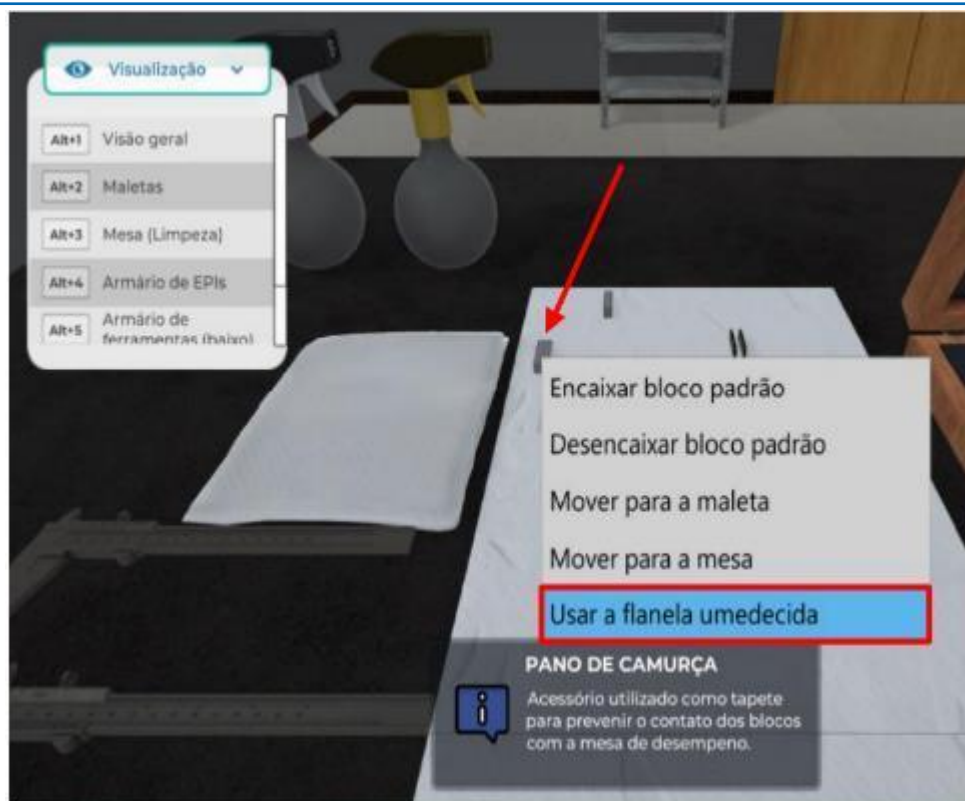 Visualização
Alt+1 Visão geral
Alt+2 Maletas
Alt+3 Mesa (Limpeza)
Alt+4 Armário de EPIs
Alt+5 Armário de
ferramentas (baixo)
Encaixar bloco padrão
Desencaixar bloco padrão
Mover para a maleta
Mover para a mesa
Usar a flanela umedecida
PANO DE CAMURÇA
Acessório utilizado como tapete
para prevenir o contato dos blocos
com a mesa de desempeno.